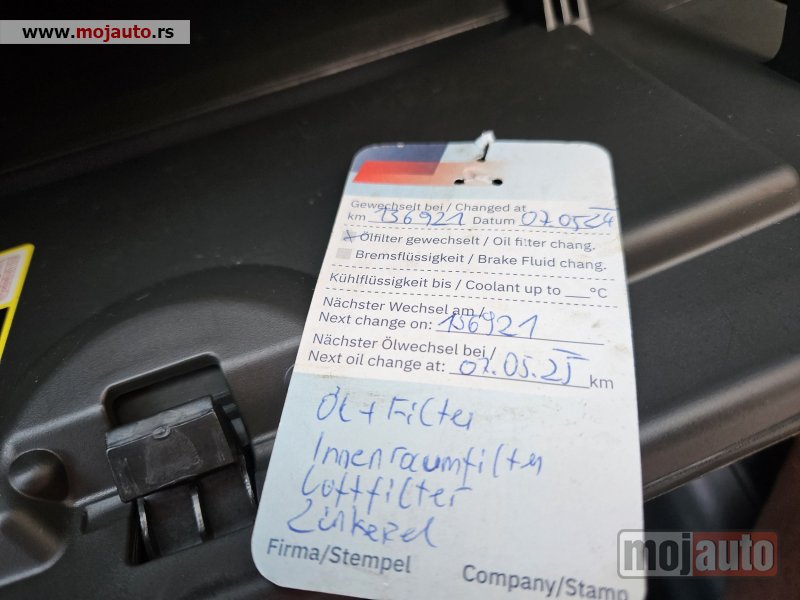 www.mojauto.rs
Gewechselt bei / Changed at
km 136921 Datum 07.05.24
Ölfilter gewechselt / Oil filter chang.
Bremsflüssigkeit / Brake Fluid chang.
Kühlflüssigkeit bis / Coolant up to ___°C
Nächster Wechsel am /
Next change on: 156921
Nächster Ölwechsel bei /
Next oil change at: 07.05.25 km
Öl + Filter
Innenraumfilter
Luftfilter
Zünkerzel
Firma/Stempel Company/Stamp
mojauto